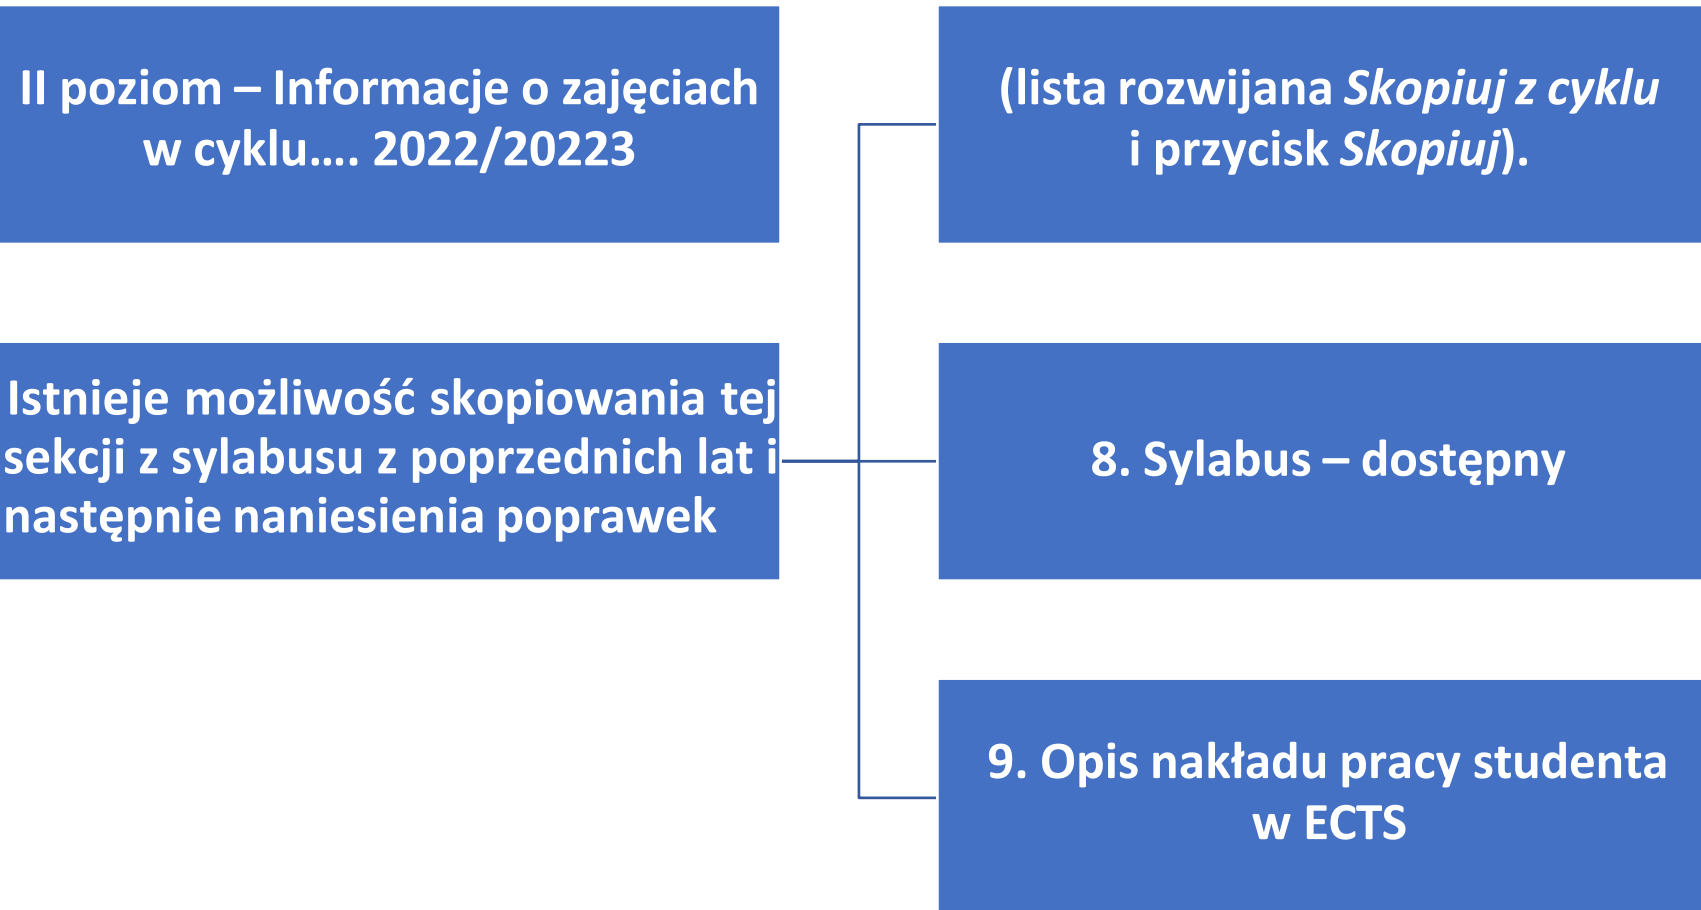 II poziom – Informacje o zajęciach
w cyklu…. 2022/20223
(lista rozwijana Skopiuj z cyklu
i przycisk Skopiuj).
Istnieje możliwość skopiowania tej
sekcji z sylabusu z poprzednich lat i
następnie naniesienia poprawek
8. Sylabus – dostępny
9. Opis nakładu pracy studenta
w ECTS